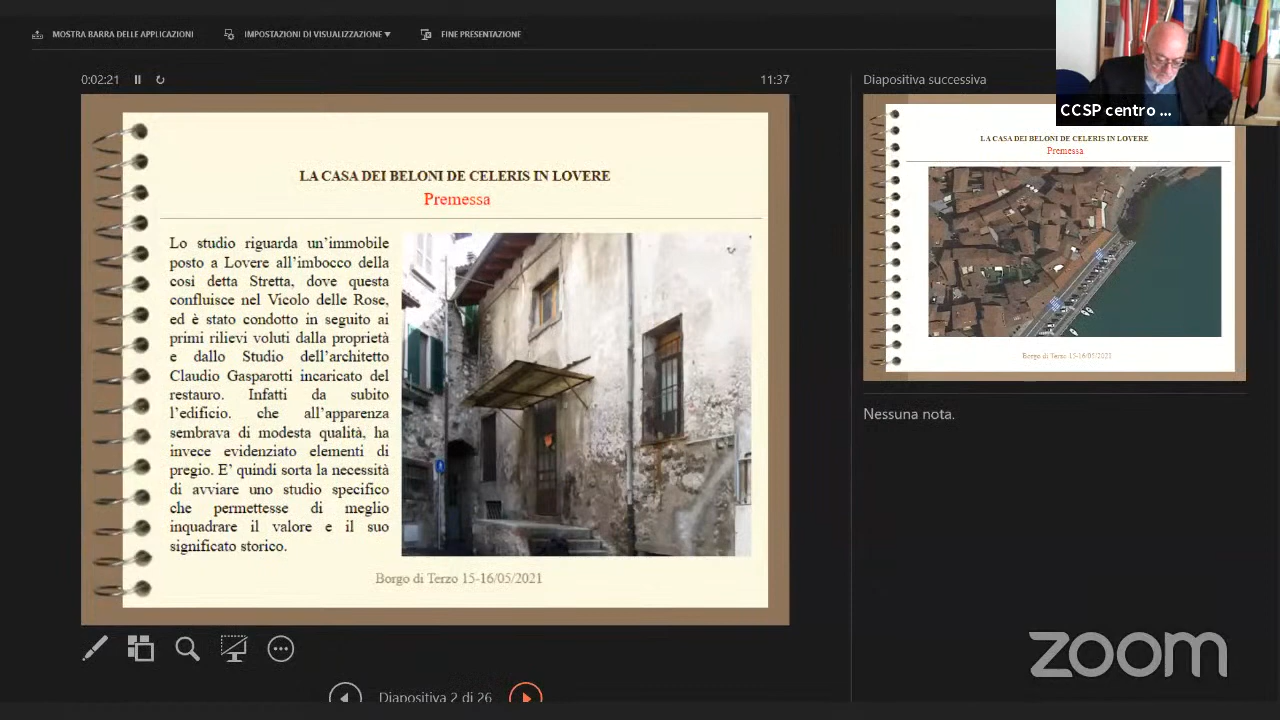 MOSTRA BARRA DELLE APPLICAZIONI
IMPOSTAZIONI DI VISUALIZZAZIONE
FINE PRESENTAZIONE
0:02:21
11:37
LA CASA DEI BELONI DE CELERIS IN LOVERE
Premessa
Lo studio riguarda un'immobile
posto a Lovere all'imbocco della
cosi detta Stretta, dove questa
confluisce nel Vicolo delle Rose,
ed è stato condotto in seguito ai
primi rilievi voluti dalla proprietà
e dallo Studio dell'architetto
Claudio Gasparotti incaricato del
restauro. Infatti da subito
l'edificio. che all'apparenza
sembrava di modesta qualità, ha
invece evidenziato elementi di
pregio. E' quindi sorta la necessità
di avviare uno studio specifico
che permettesse di meglio
inquadrare il valore e il suo
significato storico.
Borgo di Terzo 15-16/05/2021
Diapositiva 2 di 26
Diapositiva successiva
CCSP centro ...
LA CASA DEI BELONI DE CELERIS IN LOVERE
Premessa
Borgo di Terzo 15-16/05/2021
Nessuna nota.
zoom